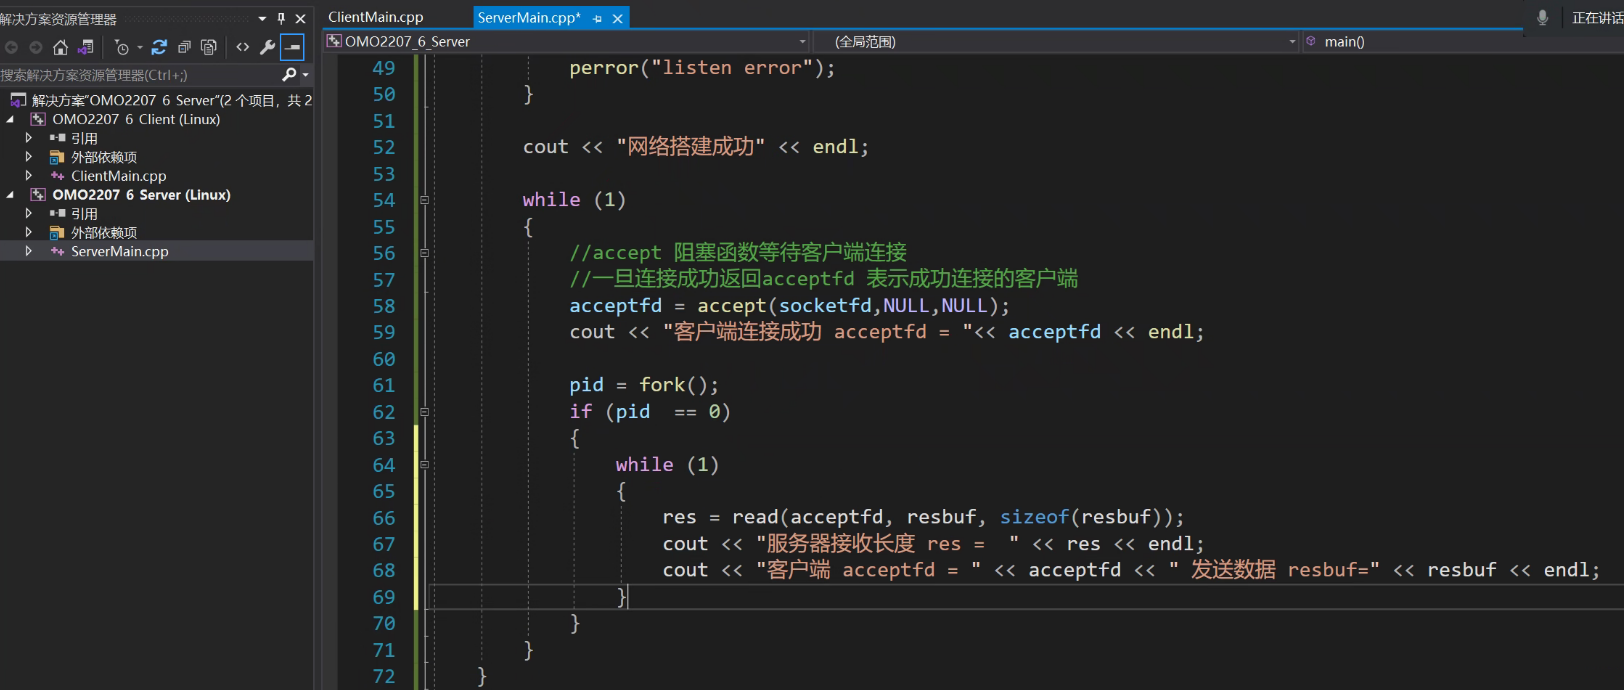 解决方案资源管理器
搜索解决方案资源管理器(Ctrl+;)
解决方案"OMO2207_6_Server"(2 个项目，共 2
OMO2207_6_Client (Linux)
引用
外部依赖项
ClientMain.cpp
OMO2207_6_Server (Linux)
引用
外部依赖项
ServerMain.cpp
ClientMain.cpp
ServerMain.cpp*
正在讲话
OMO2207_6_Server
(全局范围)
main()
49 perror("listen error");
50 }
51
52 cout << "网络搭建成功" << endl;
53
54 while (1)
55 {
56 //accept 阻塞函数等待客户端连接
57 //一旦连接成功返回acceptfd 表示成功连接的客户端
58 acceptfd = accept(socketfd,NULL,NULL);
59 cout << "客户端连接成功 acceptfd = "<< acceptfd << endl;
60
61 pid = fork();
62 if (pid  == 0)
63 {
64 while (1)
65 {
66 res = read(acceptfd, resbuf, sizeof(resbuf));
67 cout << "服务器接收长度 res =  " << res << endl;
68 cout << "客户端 acceptfd = " << acceptfd << " 发送数据 resbuf=" << resbuf << endl;
69 }
70 }
71 }
72 }